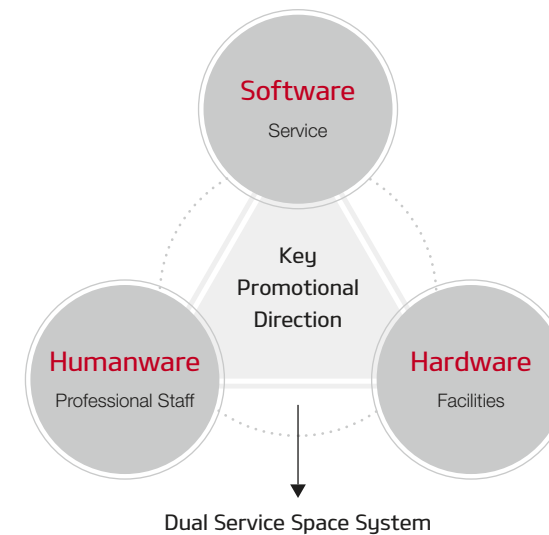 Software
Service
Key
Promotional
Direction
Humanware
Professional Staff
Hardware
Facilities
Dual Service Space System